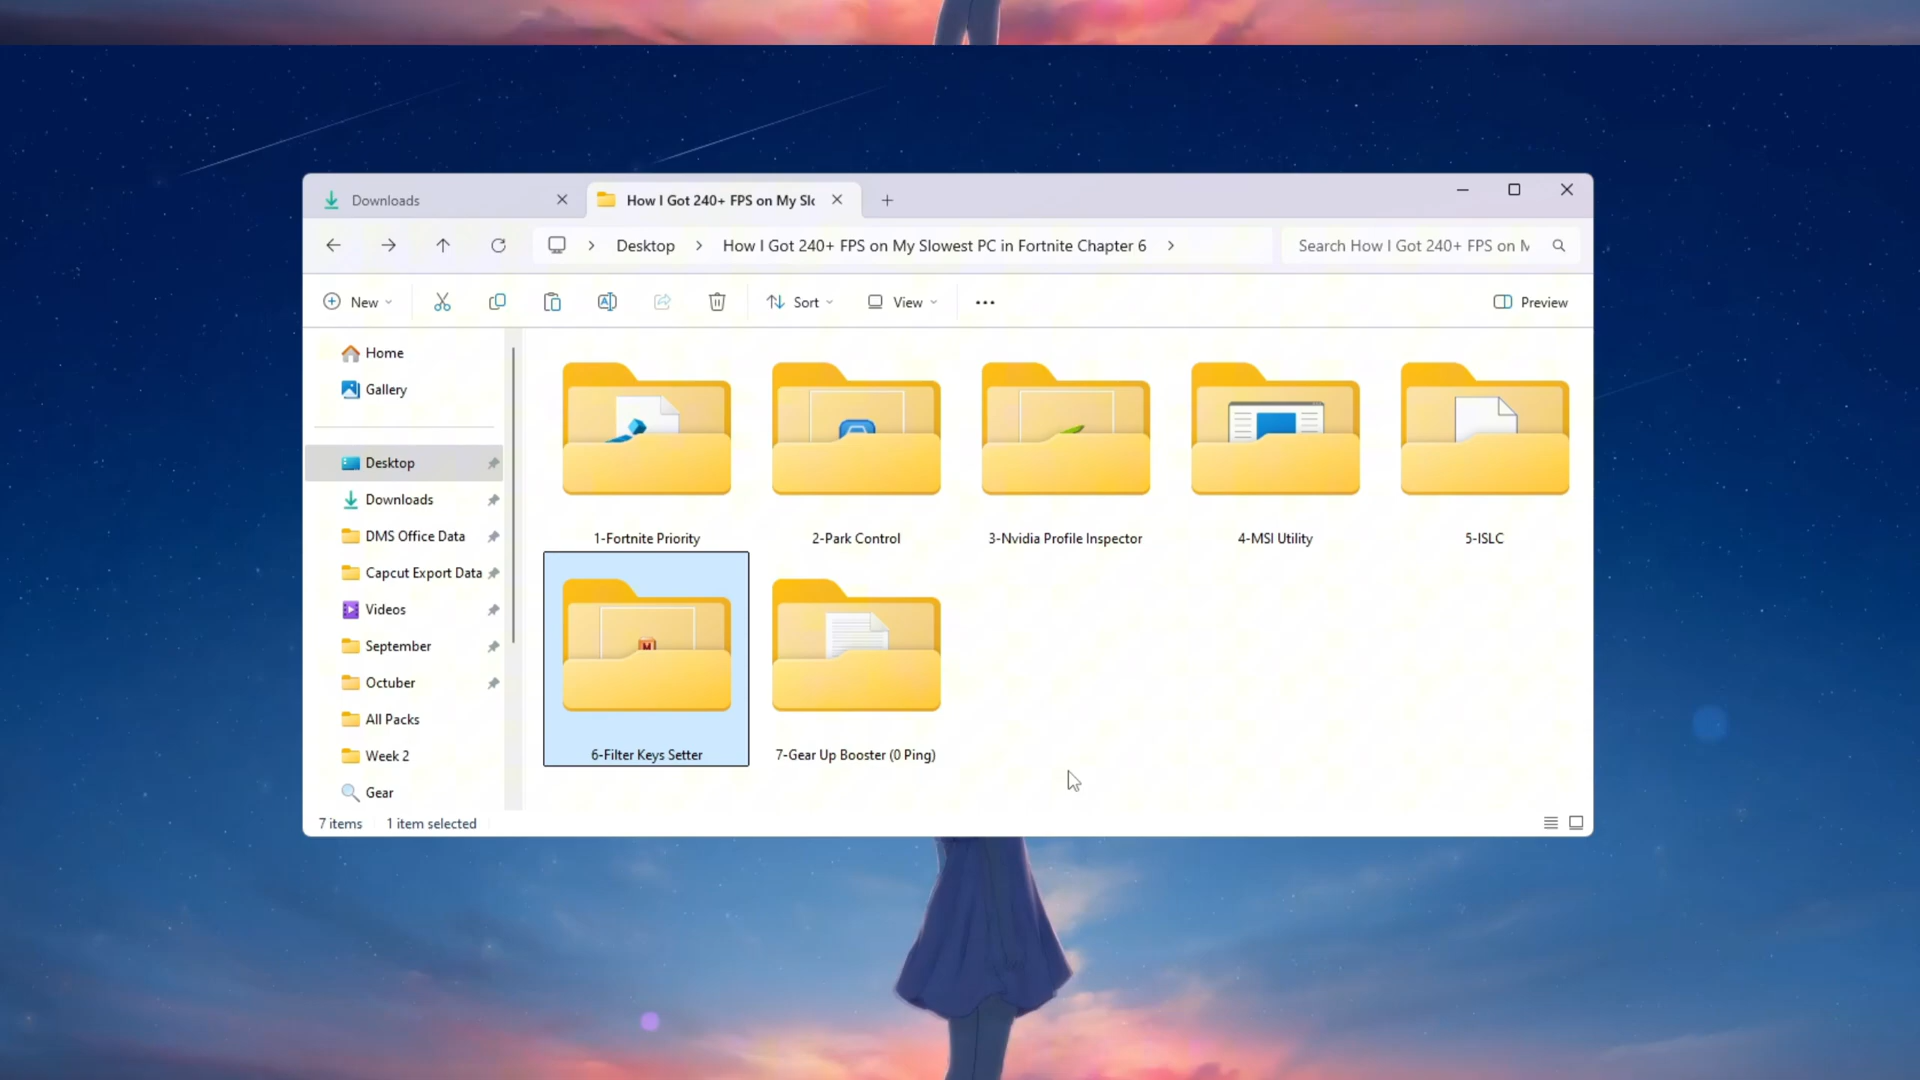 Downloads
How I Got 240+ FPS on My Slo
Desktop
How I Got 240+ FPS on My Slowest PC in Fortnite Chapter 6
Search How I Got 240+ FPS on M
New
Sort
View
Preview
Home
Gallery
Desktop
Downloads
DMS Office Data
Capcut Export Data
Videos
September
Octuber
All Packs
Week 2
Gear
1-Fortnite Priority
2-Park Control
3-Nvidia Profile Inspector
4-MSI Utility
5-ISLC
6-Filter Keys Setter
7-Gear Up Booster (0 Ping)
7 items
1 item selected